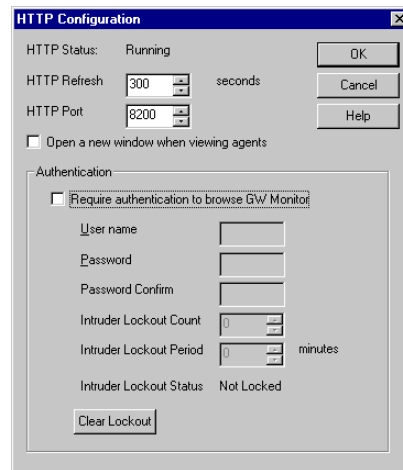 HTTP Configuration
HTTP Status: Running
OK
HTTP Refresh 300 seconds
Cancel
HTTP Port 8200
Help
Open a new window when viewing agents
Authentication
Require authentication to browse GW Monitor
User name
Password
Password Confirm
Intruder Lockout Count 0
Intruder Lockout Period 0 minutes
Intruder Lockout Status Not Locked
Clear Lockout